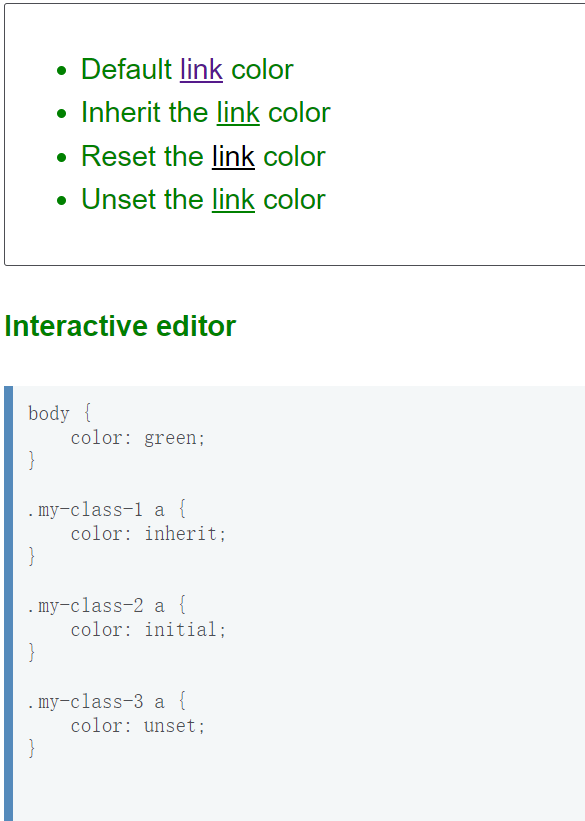 Default link color
Inherit the link color
Reset the link color
Unset the link color
Interactive editor
body {
    color: green;
}
.my-class-1 a {
    color: inherit;
}
.my-class-2 a {
    color: initial;
}
.my-class-3 a {
    color: unset;
}